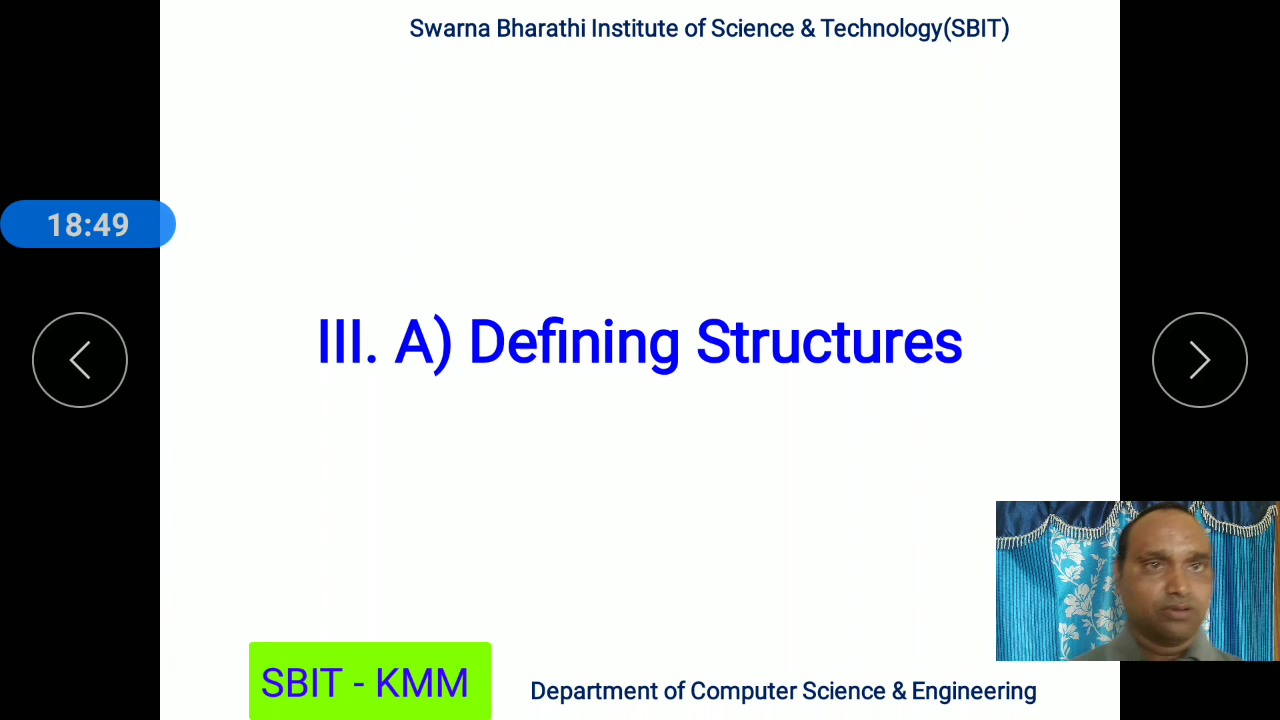 Swarna Bharathi Institute of Science & Technology(SBIT)
18:49
III. A) Defining Structures
SBIT - KMM
Department of Computer Science & Engineering